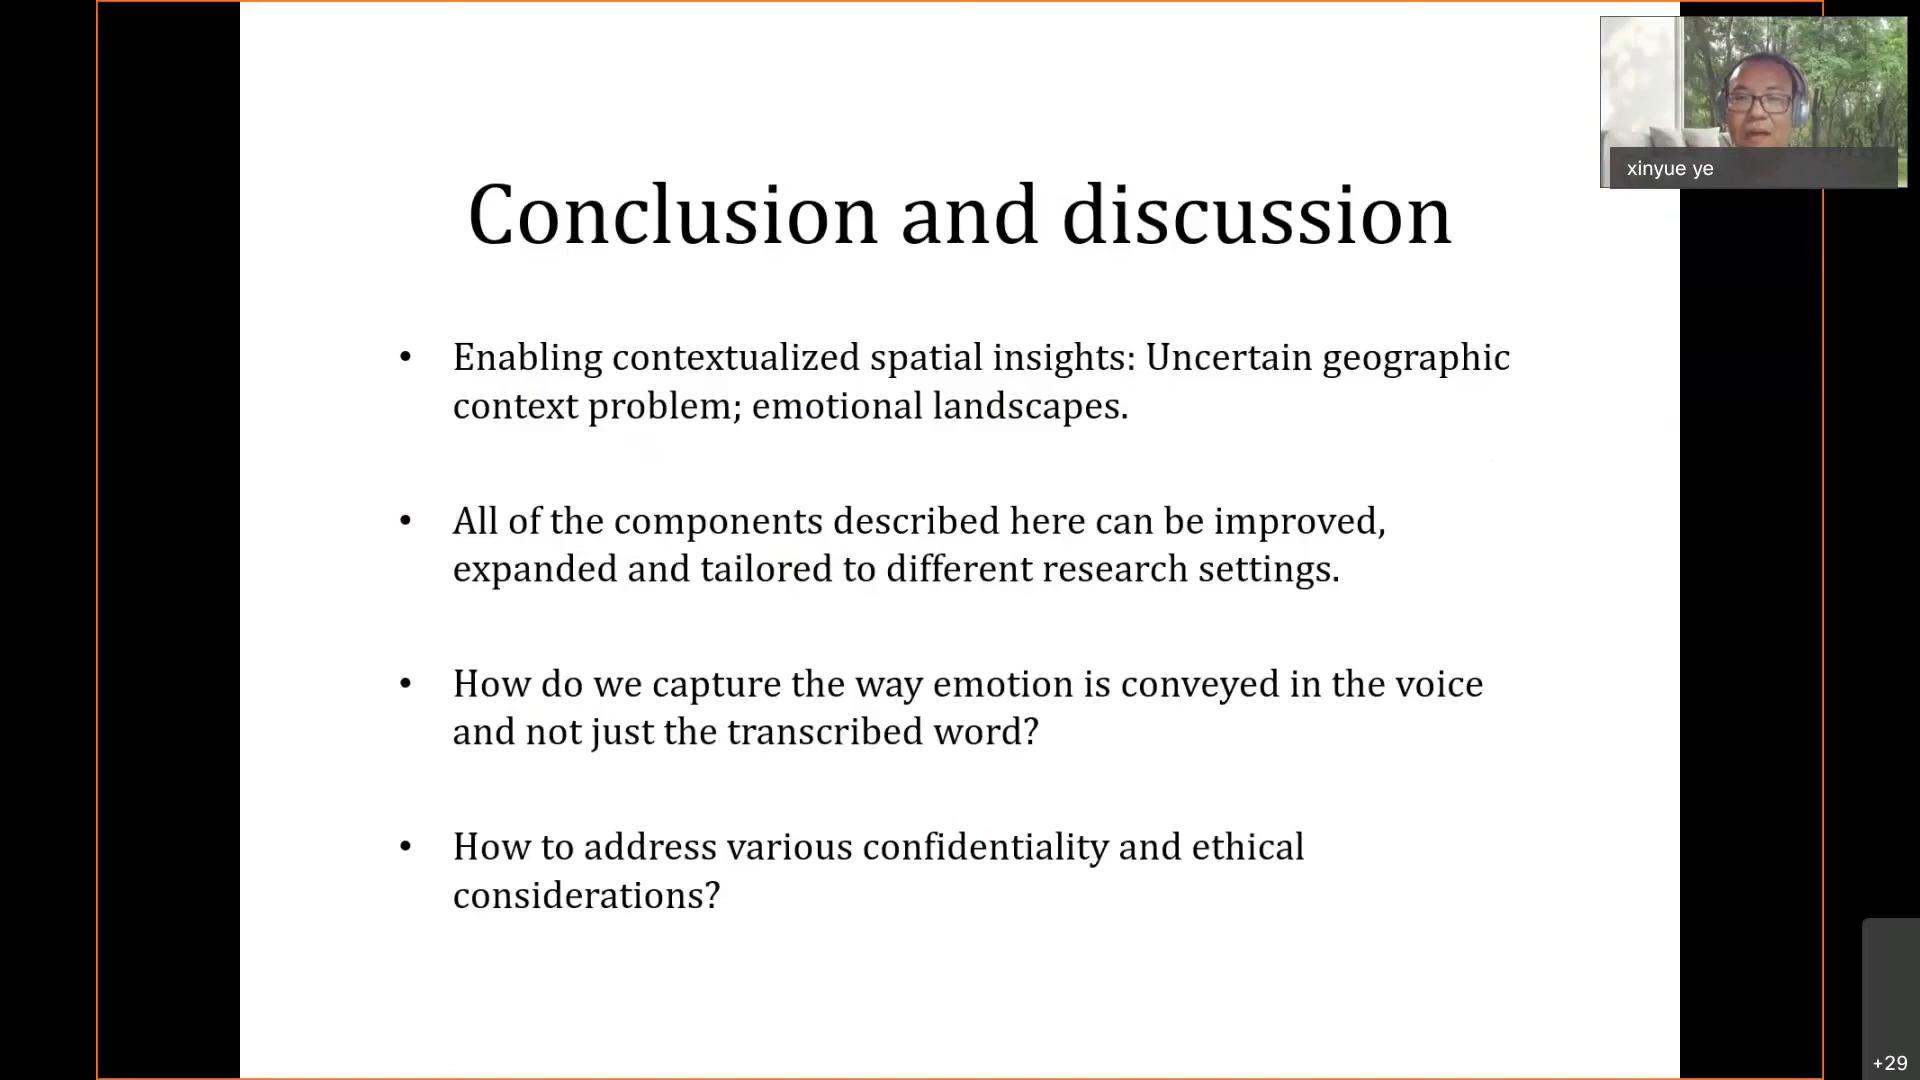 xinyue ye
Conclusion and discussion
• Enabling contextualized spatial insights: Uncertain geographic
context problem; emotional landscapes.
• All of the components described here can be improved,
expanded and tailored to different research settings.
• How do we capture the way emotion is conveyed in the voice
and not just the transcribed word?
• How to address various confidentiality and ethical
considerations?
+29